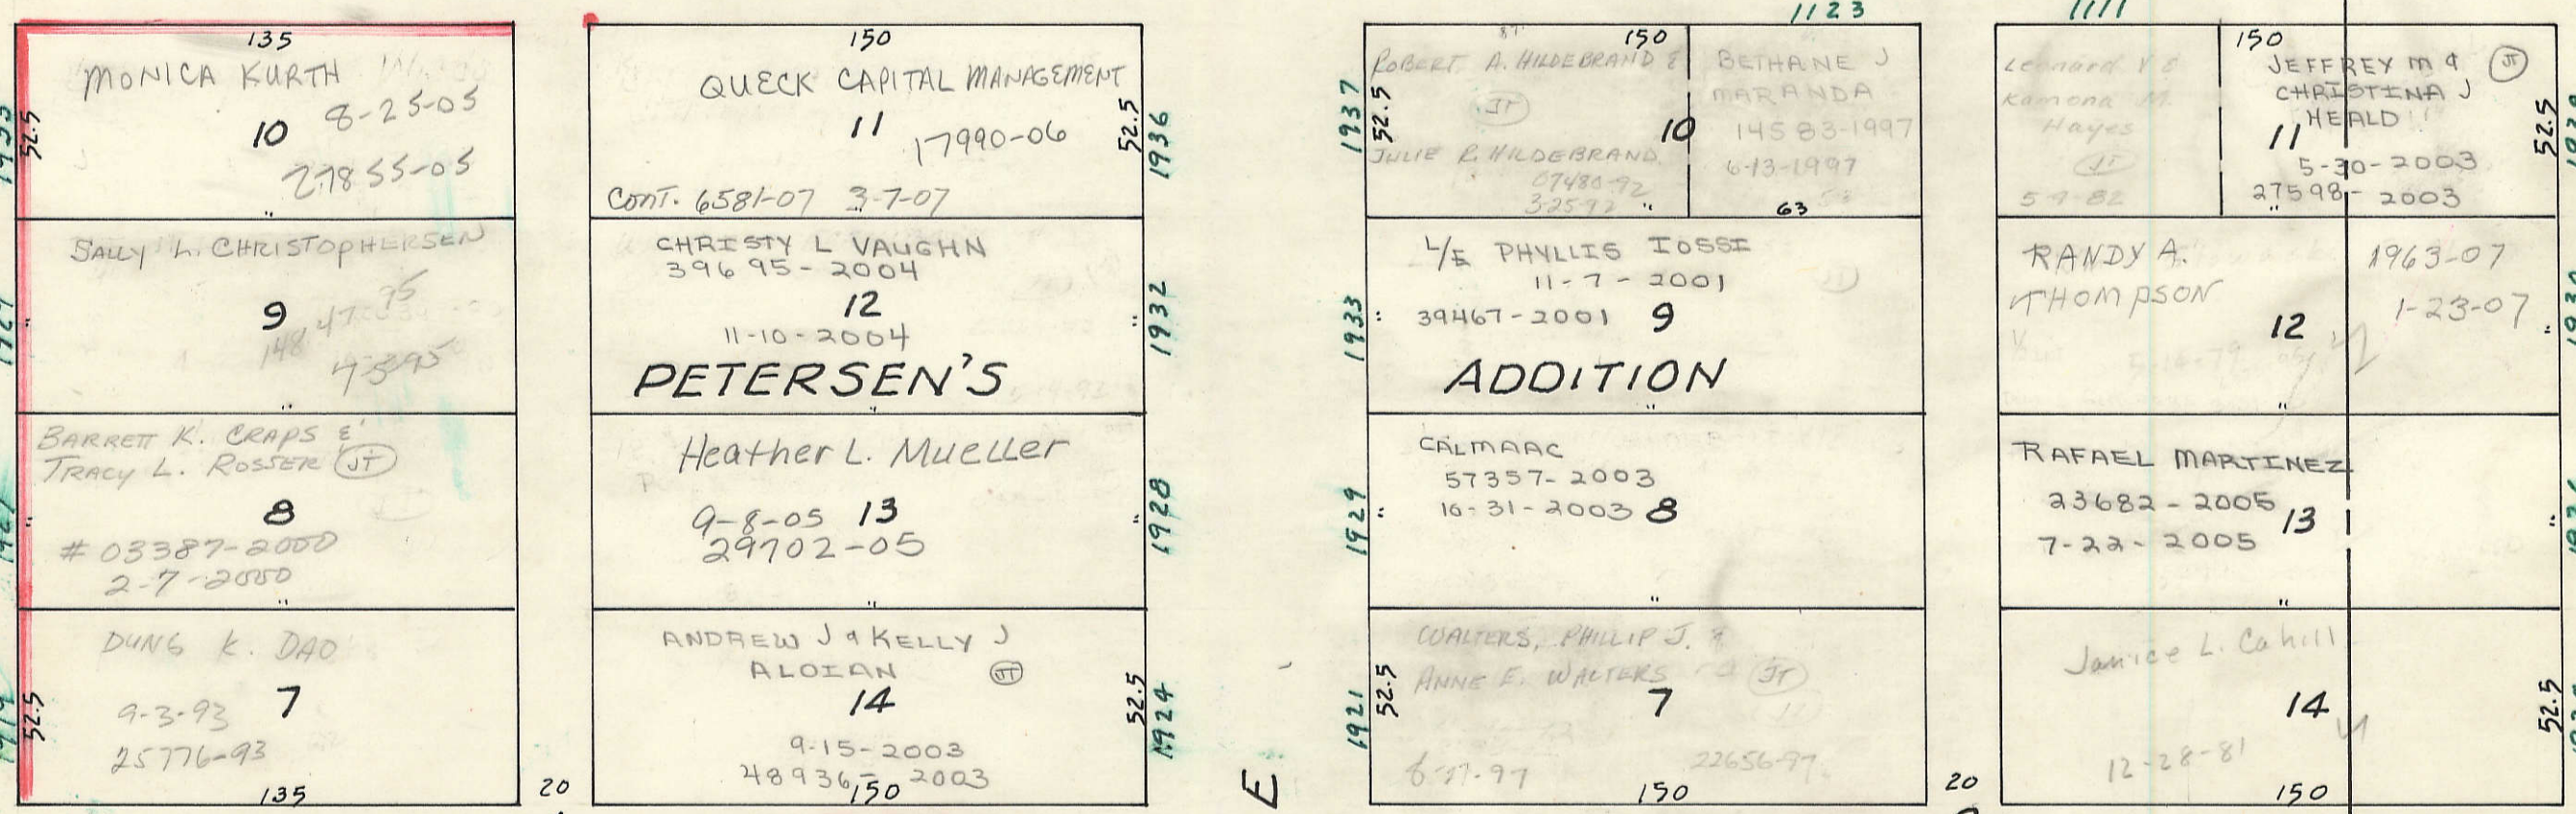 1123
1111
135
MONICA KURTH
8-25-05
10
27855-05
52.5
SALLY L. CHRISTOPHERSEN
9
BARRETT K. CRAPS &
TRACY L. ROSSER JT
8
# 03387-2000
2-7-2000
DUNG K. DAO
9-3-93
7
25776-93
52.5
135
20
150
QUECK CAPITAL MANAGEMENT
11
17990-06
CONT. 6581-07 3-7-07
52.5
1936
CHRISTY L VAUGHN
39695-2004
12
11-10-2004
1932
PETERSEN'S
Heather L. Mueller
9-8-05 13
29702-05
1928
ANDREW J & KELLY J
ALOIAN JT
14
9-15-2003
48936-2003
150
52.5
1924
E
1937
52.5
150
ROBERT A. HILDEBRAND &
JT
10
JULIE R. HILDEBRAND
07480-92
3-25-92
BETHANE J
MARANDA
14583-1997
6-13-1997
63
1933
L/E PHYLLIS IOSSI
11-7-2001
39467-2001 9
ADDITION
1929
CALMAAC
57357-2003
10-31-2003 8
1921
52.5
WALTERS, PHILLIP J. &
ANNE E. WALTERS JT
7
22656-97
150
20
Leonard V &
Ramona M.
Hayes
JT
5-9-82
150
JEFFREY M & JT
CHRISTINA J
HEALD
11
5-30-2003
27598-2003
52.5
RANDY A.
THOMPSON
1963-07
1-23-07
12
RAFAEL MARTINEZ
23682-2005
13
7-22-2005
Janice L. Cahill
14
12-28-81
150
52.5